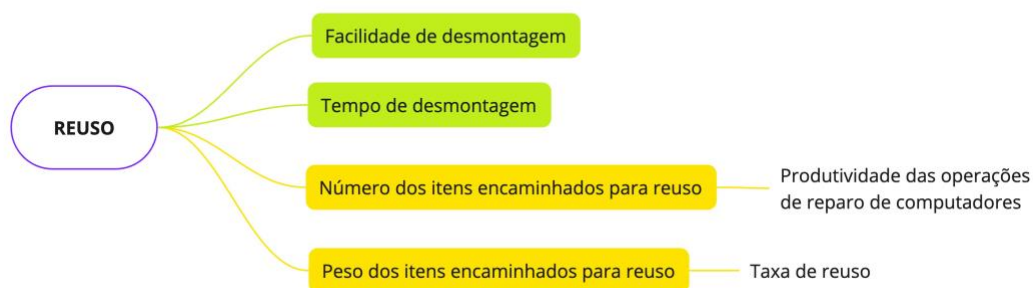 Facilidade de desmontagem
Tempo de desmontagem
REUSO
Número dos itens encaminhados para reuso
Produtividade das operações
de reparo de computadores
Peso dos itens encaminhados para reuso
Taxa de reuso